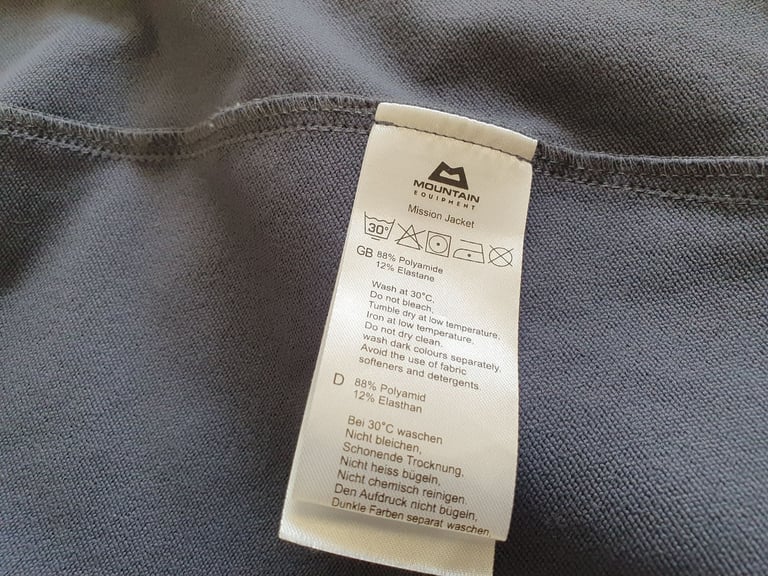 MOUNTAIN
EQUIPMENT
Mission Jacket
30°
GB 88% Polyamide
12% Elastane
Wash at 30°C,
Do not bleach,
Tumble dry at low temperature,
Iron at low temperature,
Do not dry clean.
wash dark colours separately.
Avoid the use of fabric
softeners and detergents.
D 88% Polyamid
12% Elasthan
Bei 30°C waschen
Nicht bleichen,
Schonende Trocknung,
Nicht heiss bügeln,
Nicht chemisch reinigen.
Den Aufdruck nicht bügeln,
Dunkle Farben separat waschen